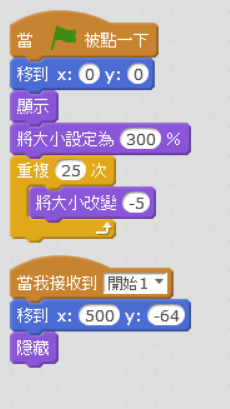 當 被點一下
移到 x: 0 y: 0
顯示
將大小設定為 300 %
重複 25 次
將大小改變 -5
當我接收到 開始1
移到 x: 500 y: -64
隱藏